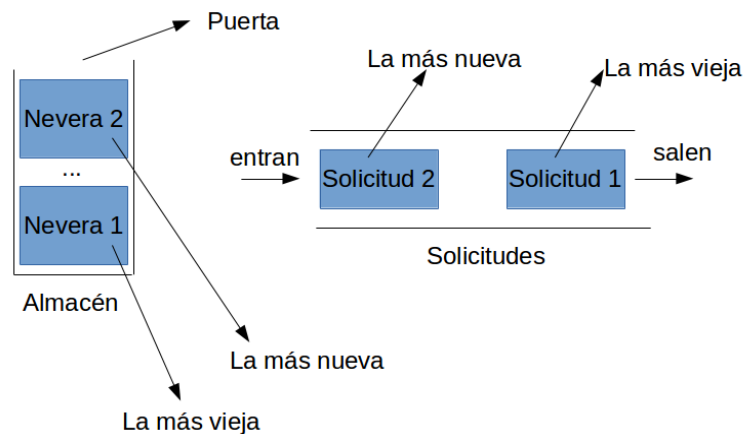 Puerta
Nevera 2
...
Nevera 1
Almacén
La más nueva
La más vieja
La más nueva
La más vieja
entran
Solicitud 2
Solicitud 1
salen
Solicitudes